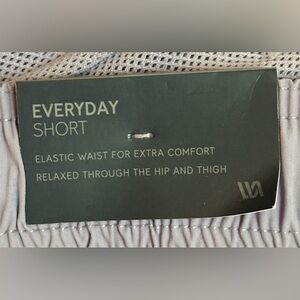 EVERYDAY
SHORT
ELASTIC WAIST FOR EXTRA COMFORT
RELAXED THROUGH THE HIP AND THIGH